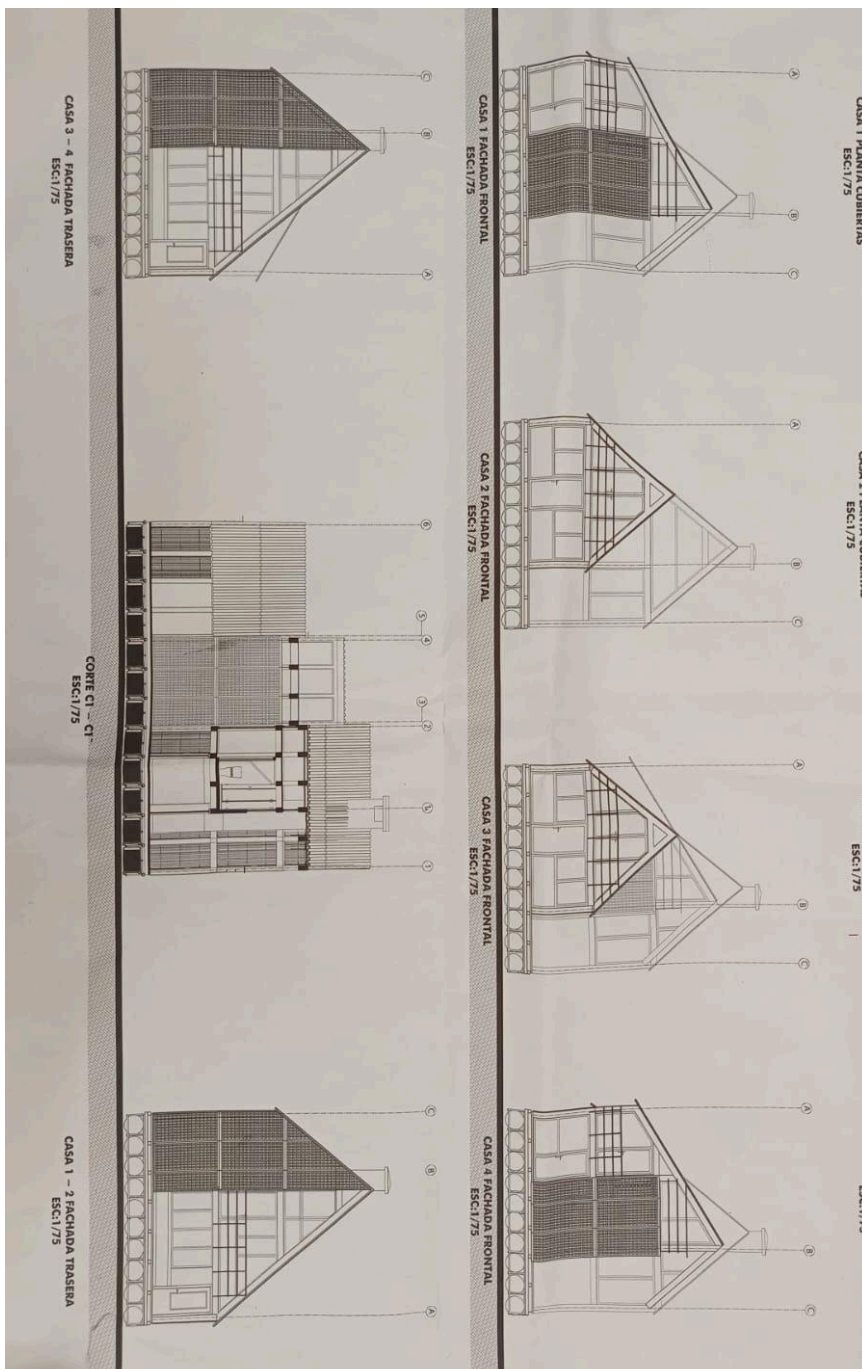 CASA 1 PLANTA CUBIERTAS
ESC:1/75
ESC:1/75
A B C
A B C
A B C
A B C
CASA 1 FACHADA FRONTAL
ESC:1/75
CASA 2 FACHADA FRONTAL
ESC:1/75
CASA 3 FACHADA FRONTAL
ESC:1/75
CASA 4 FACHADA FRONTAL
ESC:1/75
C B A
6 5 4 3 2 1
C B A
CASA 3 – 4 FACHADA TRASERA
ESC:1/75
CORTE C1 – C1'
ESC:1/75
CASA 1 – 2 FACHADA TRASERA
ESC:1/75